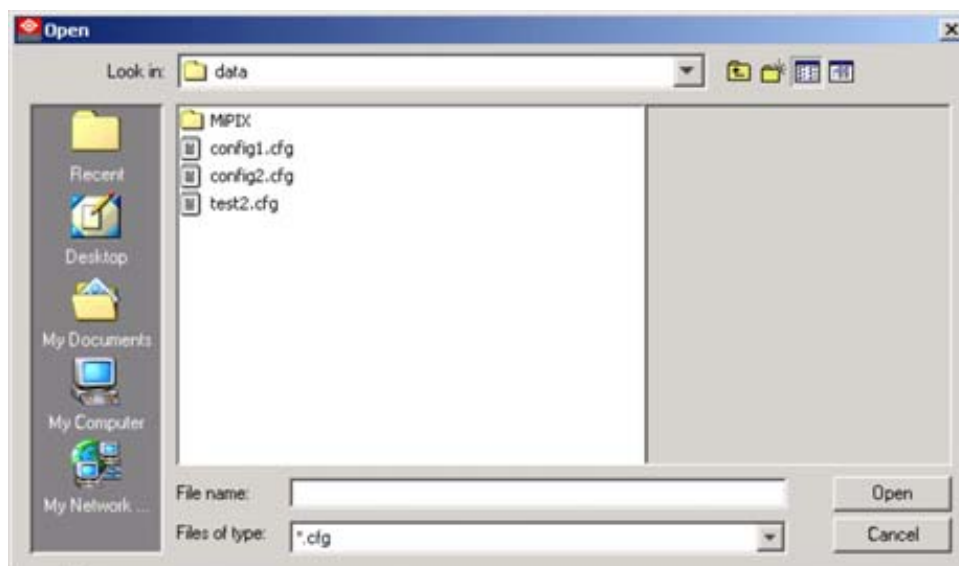 Open
Look in: data
MiPIX
config1.cfg
config2.cfg
test2.cfg
Recent
Desktop
My Documents
My Computer
My Network ...
File name:
Open
Files of type: *.cfg
Cancel